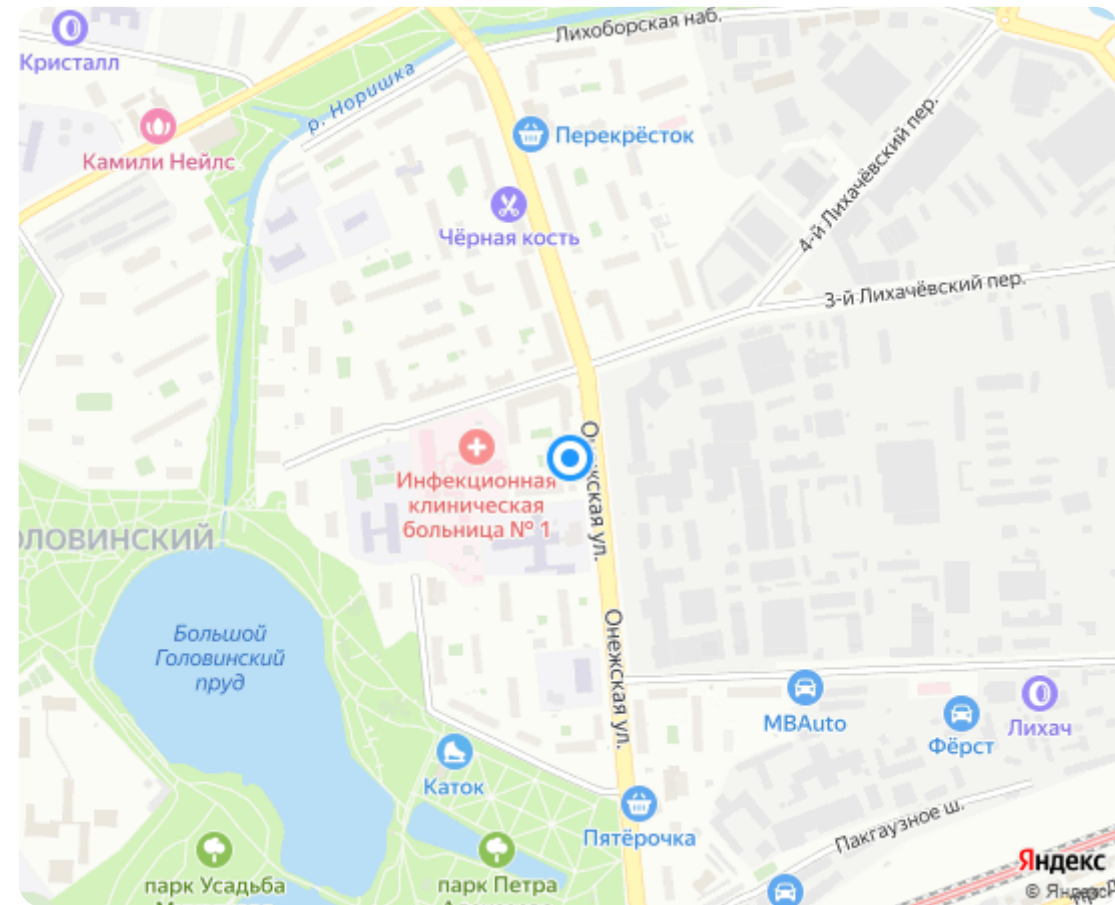 Лихоборская наб.
Кристалл
р. Норишка
4-й Лихачёвский пер.
Перекрёсток
Камили Нейлс
Чёрная кость
3-й Лихачёвский пер.
Инфекционная
клиническая
больница № 1
Онежская ул.
ОЛОВИНСКИЙ
Большой
Головинский
пруд
Онежская ул.
MBAuto
Лихач
Фёрст
Каток
Пятёрочка
Пакгаузное ш.
Яндекс
парк Усадьба
парк Петра